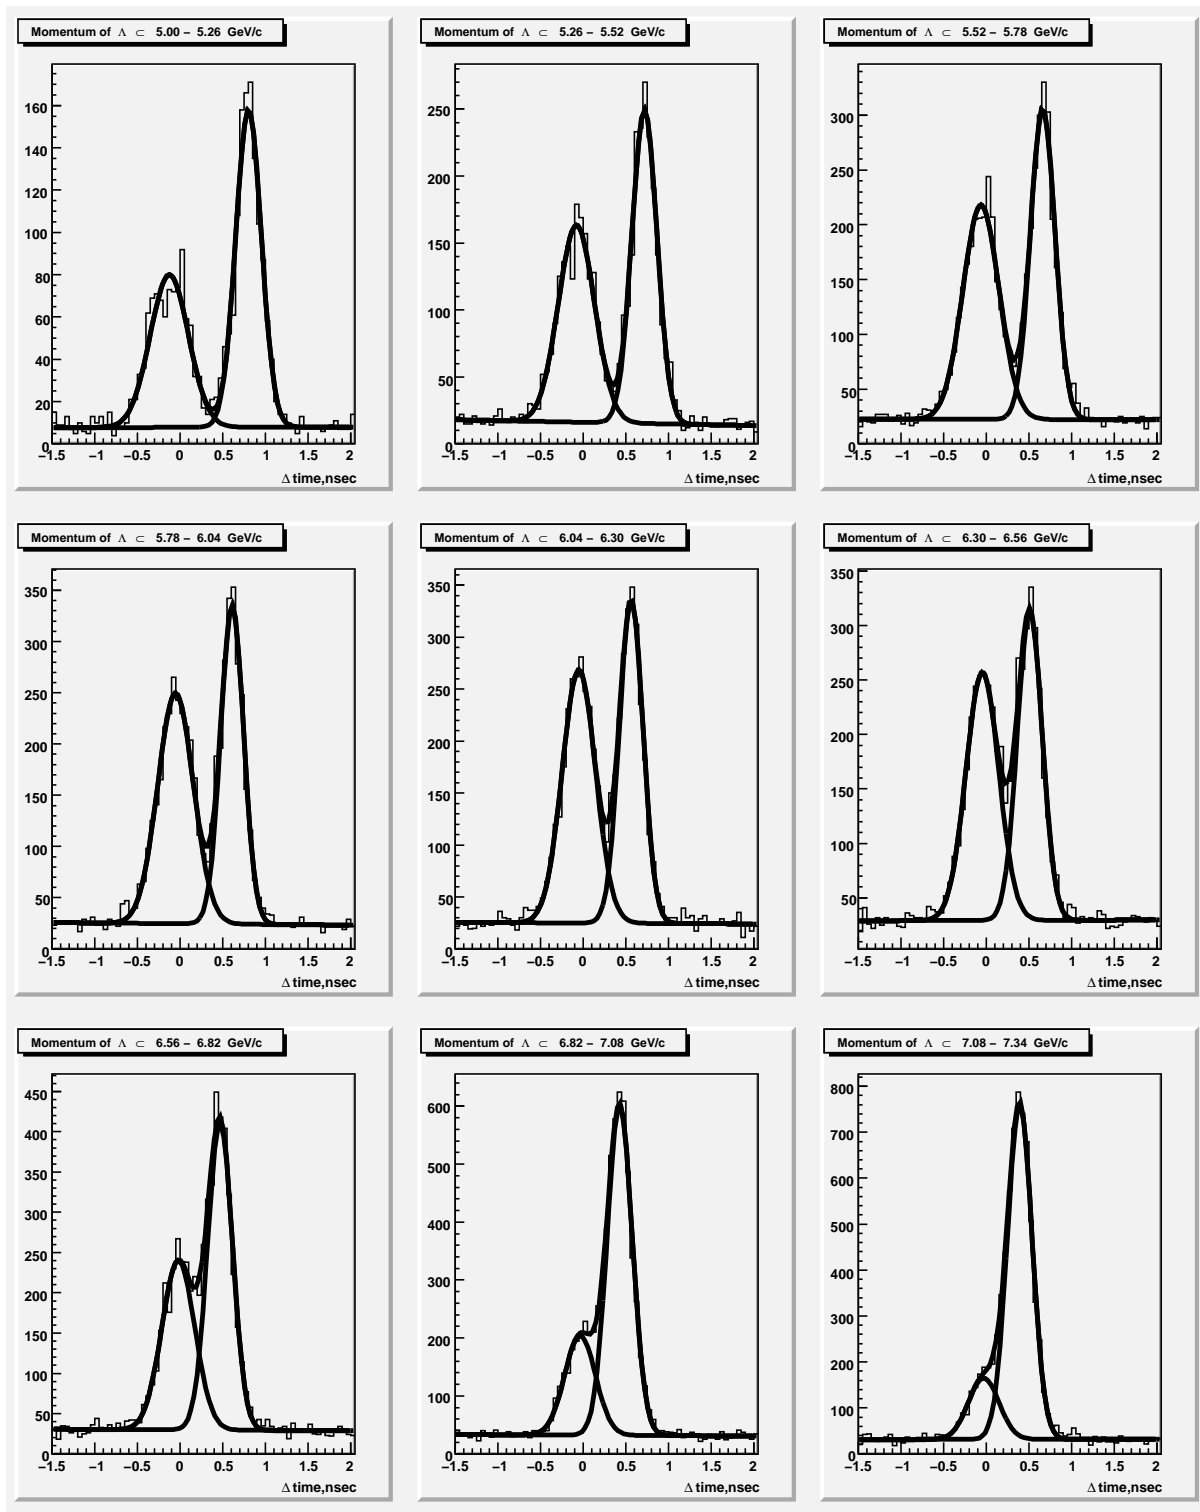 Momentum of Λ ⊂ 5.00 – 5.26 GeV/c
160
140
120
100
80
60
40
20
0
−1.5 −1 −0.5 0 0.5 1 1.5 2
Δ time,nsec
Momentum of Λ ⊂ 5.26 – 5.52 GeV/c
250
200
150
100
50
0
−1.5 −1 −0.5 0 0.5 1 1.5 2
Δ time,nsec
Momentum of Λ ⊂ 5.52 – 5.78 GeV/c
300
250
200
150
100
50
0
−1.5 −1 −0.5 0 0.5 1 1.5 2
Δ time,nsec
Momentum of Λ ⊂ 5.78 – 6.04 GeV/c
350
300
250
200
150
100
50
0
−1.5 −1 −0.5 0 0.5 1 1.5 2
Δ time,nsec
Momentum of Λ ⊂ 6.04 – 6.30 GeV/c
350
300
250
200
150
100
50
0
−1.5 −1 −0.5 0 0.5 1 1.5 2
Δ time,nsec
Momentum of Λ ⊂ 6.30 – 6.56 GeV/c
350
300
250
200
150
100
50
−1.5 −1 −0.5 0 0.5 1 1.5 2
Δ time,nsec
Momentum of Λ ⊂ 6.56 – 6.82 GeV/c
450
400
350
300
250
200
150
100
50
0
−1.5 −1 −0.5 0 0.5 1 1.5 2
Δ time,nsec
Momentum of Λ ⊂ 6.82 – 7.08 GeV/c
600
500
400
300
200
100
0
−1.5 −1 −0.5 0 0.5 1 1.5 2
Δ time,nsec
Momentum of Λ ⊂ 7.08 – 7.34 GeV/c
800
700
600
500
400
300
200
100
0
−1.5 −1 −0.5 0 0.5 1 1.5 2
Δ time,nsec